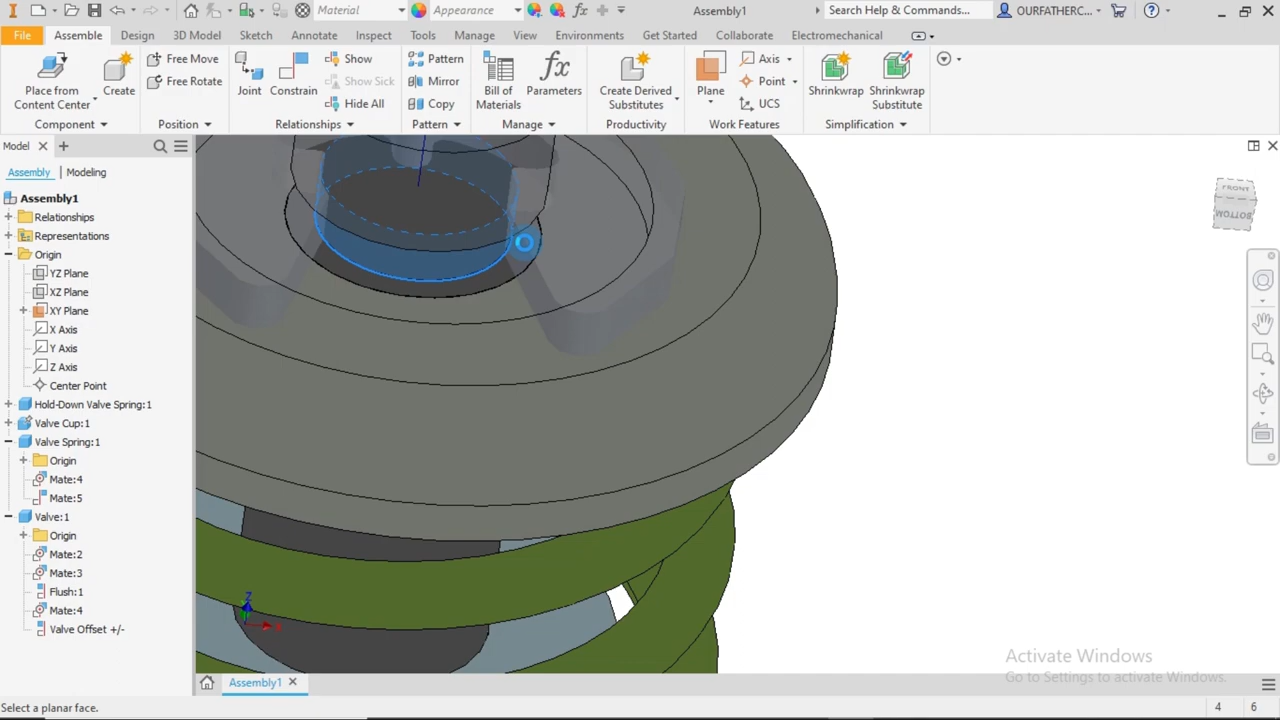 Material
Appearance
Assembly1
Search Help & Commands...
OURFATHERC...
File
Assemble
Design
3D Model
Sketch
Annotate
Inspect
Tools
Manage
View
Environments
Get Started
Collaborate
Electromechanical
Place from
Content Center
Create
Free Move
Free Rotate
Joint
Constrain
Show
Show Sick
Hide All
Pattern
Mirror
Copy
Bill of
Materials
fx
Parameters
Create Derived
Substitutes
Plane
Axis
Point
UCS
Shrinkwrap
Shrinkwrap
Substitute
Component
Position
Relationships
Pattern
Manage
Productivity
Work Features
Simplification
Model
Assembly
Modeling
Assembly1
Relationships
Representations
Origin
YZ Plane
XZ Plane
XY Plane
X Axis
Y Axis
Z Axis
Center Point
Hold-Down Valve Spring:1
Valve Cup:1
Valve Spring:1
Origin
Mate:4
Mate:5
Valve:1
Origin
Mate:2
Mate:3
Flush:1
Mate:4
Valve Offset +/-
FRONT
BOTTOM
Z
X
Activate Windows
Go to Settings to activate Windows.
Assembly1
Select a planar face.
4
6